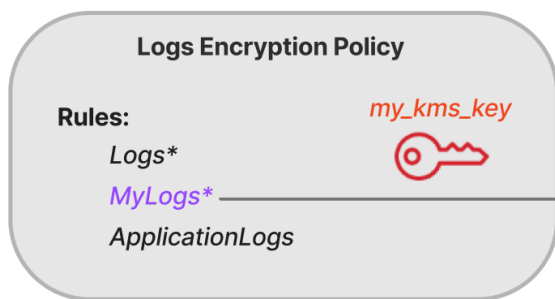 Logs Encryption Policy
Rules:
my_kms_key
Logs*
MyLogs*
ApplicationLogs